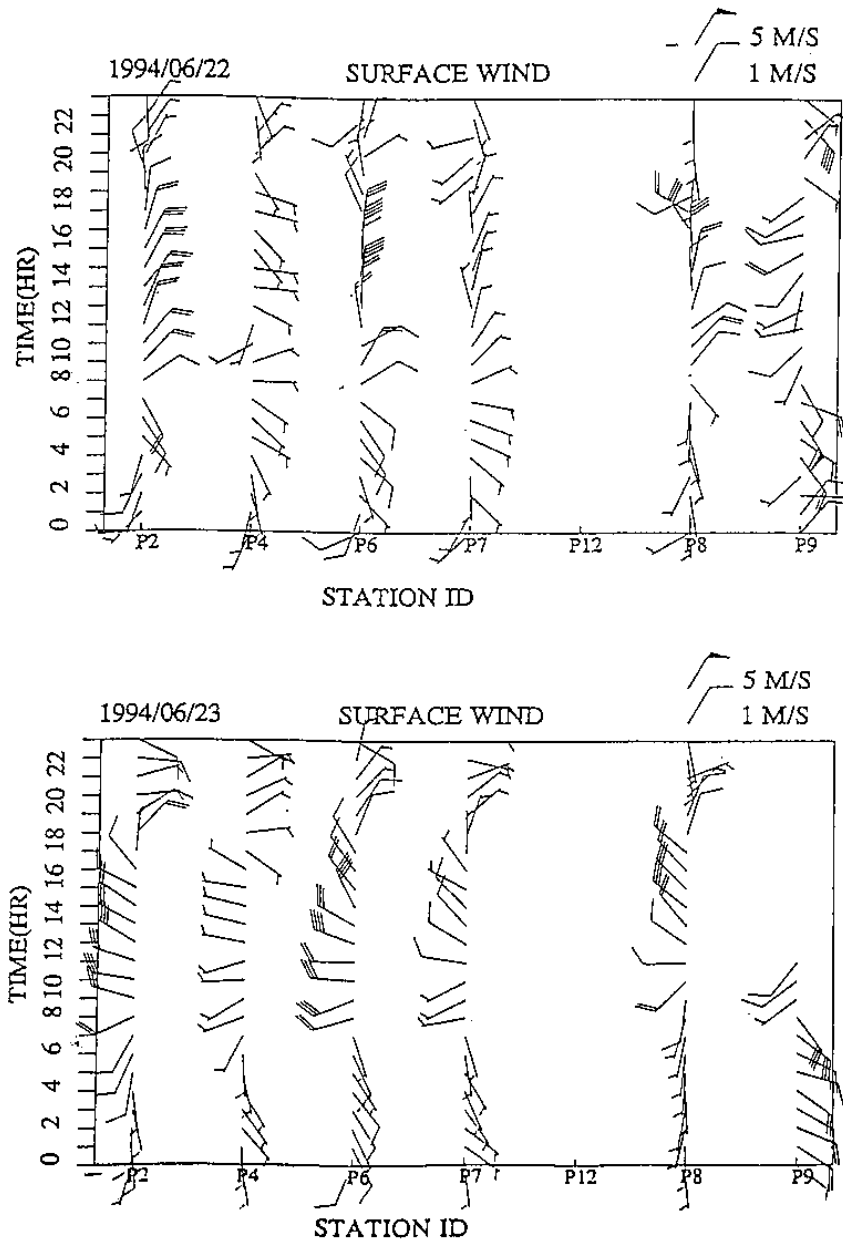 5 M/S
1994/06/22 SURFACE WIND 1 M/S
TIME(HR)
22
20
18
16
14
12
10
8
6
4
2
0
P2 P4 P6 P7 P12 P8 P9
STATION ID
5 M/S
1994/06/23 SURFACE WIND 1 M/S
TIME(HR)
22
20
18
16
14
12
10
8
6
4
2
0
P2 P4 P6 P7 P12 P8 P9
STATION ID